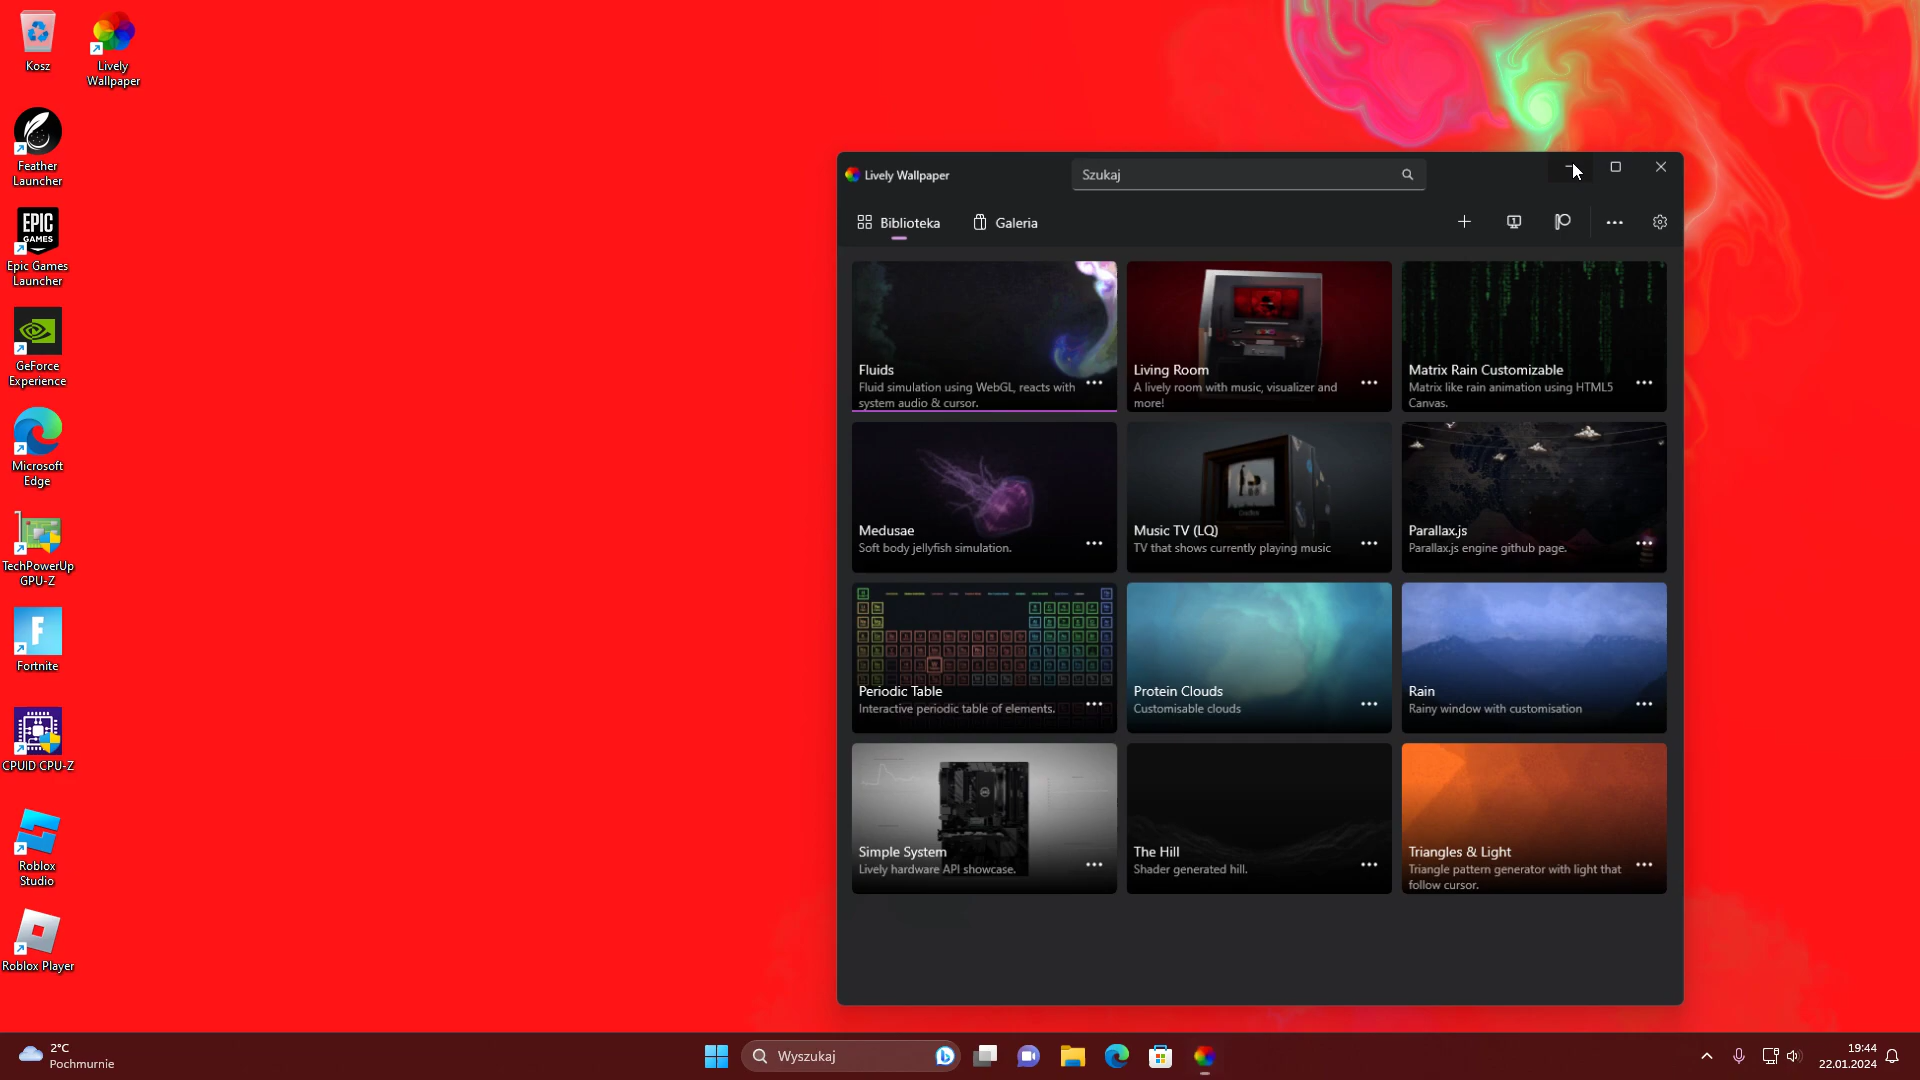 Kosz
Lively
Wallpaper
Feather
Launcher
EPIC
GAMES
Epic Games
Launcher
GeForce
Experience
Microsoft
Edge
TechPowerUp
GPU-Z
F
Fortnite
CPUID CPU-Z
Roblox
Studio
Roblox Player
Lively Wallpaper
Szukaj
Biblioteka
Galeria
Fluids
Fluid simulation using WebGL, reacts with
system audio & cursor.
Living Room
A lively room with music, visualizer and
more!
Matrix Rain Customizable
Matrix like rain animation using HTML5
Canvas.
Medusae
Soft body jellyfish simulation.
Music TV (LQ)
TV that shows currently playing music
Parallax.js
Parallax.js engine github page.
Periodic Table
Interactive periodic table of elements.
Protein Clouds
Customisable clouds
Rain
Rainy window with customisation
Simple System
Lively hardware API showcase.
The Hill
Shader generated hill.
Triangles & Light
Triangle pattern generator with light that
follow cursor.
2°C
Pochmurnie
Wyszukaj
19:44
22.01.2024